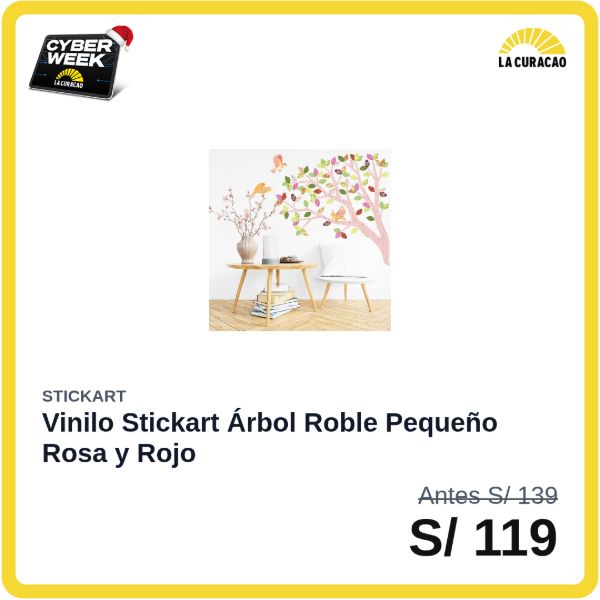 CYBER
WEEK
LA CURACAO
LA CURACAO
STICKART
Vinilo Stickart Árbol Roble Pequeño
Rosa y Rojo
Antes S/ 139
S/ 119